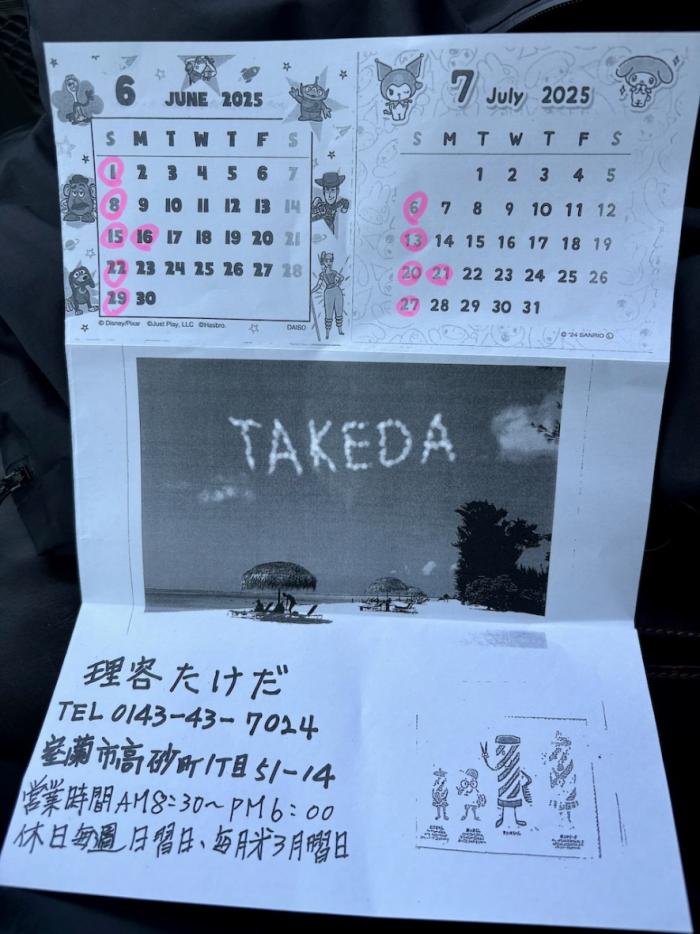 6 JUNE 2025
S M T W T F S
1 2 3 4 5 6 7
8 9 10 11 12 13 14
15 16 17 18 19 20 21
22 23 24 25 26 27 28
29 30
© Disney/Pixar ©Just Play, LLC ©Hasbro. DAISO
7 July 2025
S M T W T F S
1 2 3 4 5
6 7 8 9 10 11 12
13 14 15 16 17 18 19
20 21 22 23 24 25 26
27 28 29 30 31
© '24 SANRIO Ⓛ
TAKEDA
理容たけだ
TEL 0143-43-7024
室蘭市高砂町1丁目51-14
営業時間AM8:30~PM6:00
休日毎週日曜日、毎月第3月曜日